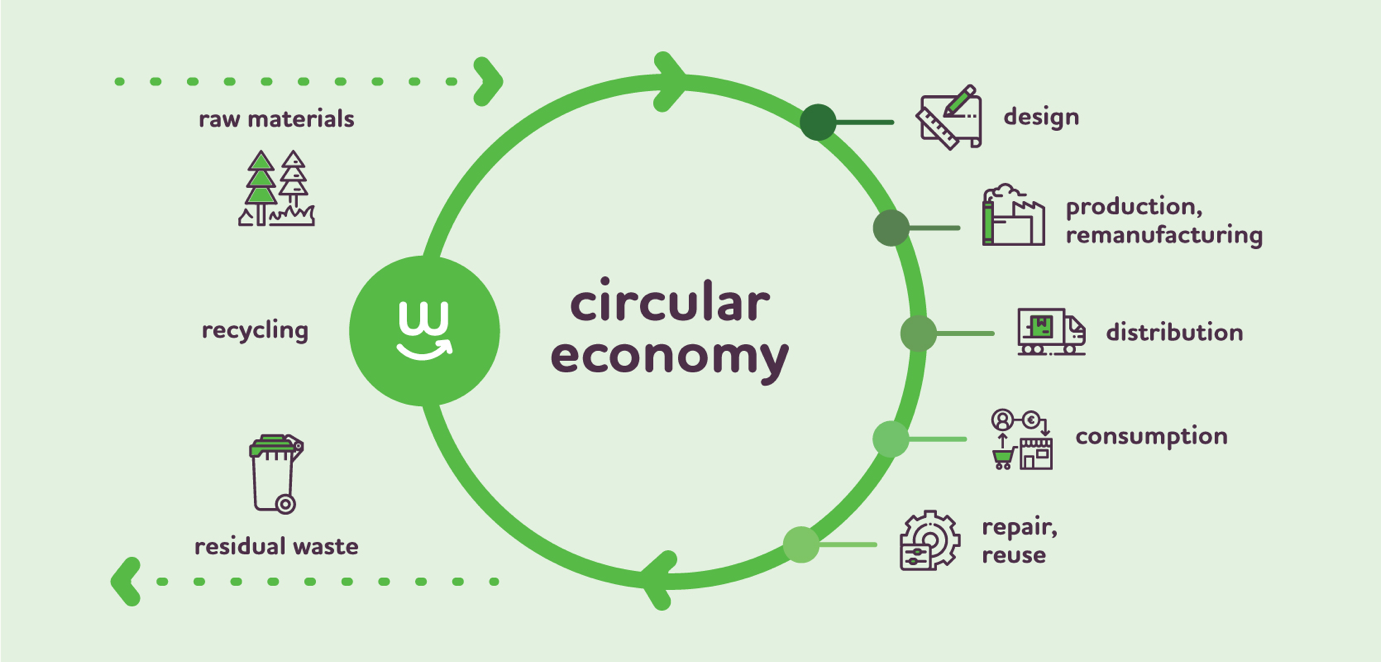 raw materials
recycling
residual waste
w
circular
economy
design
production,
remanufacturing
distribution
consumption
repair,
reuse
€